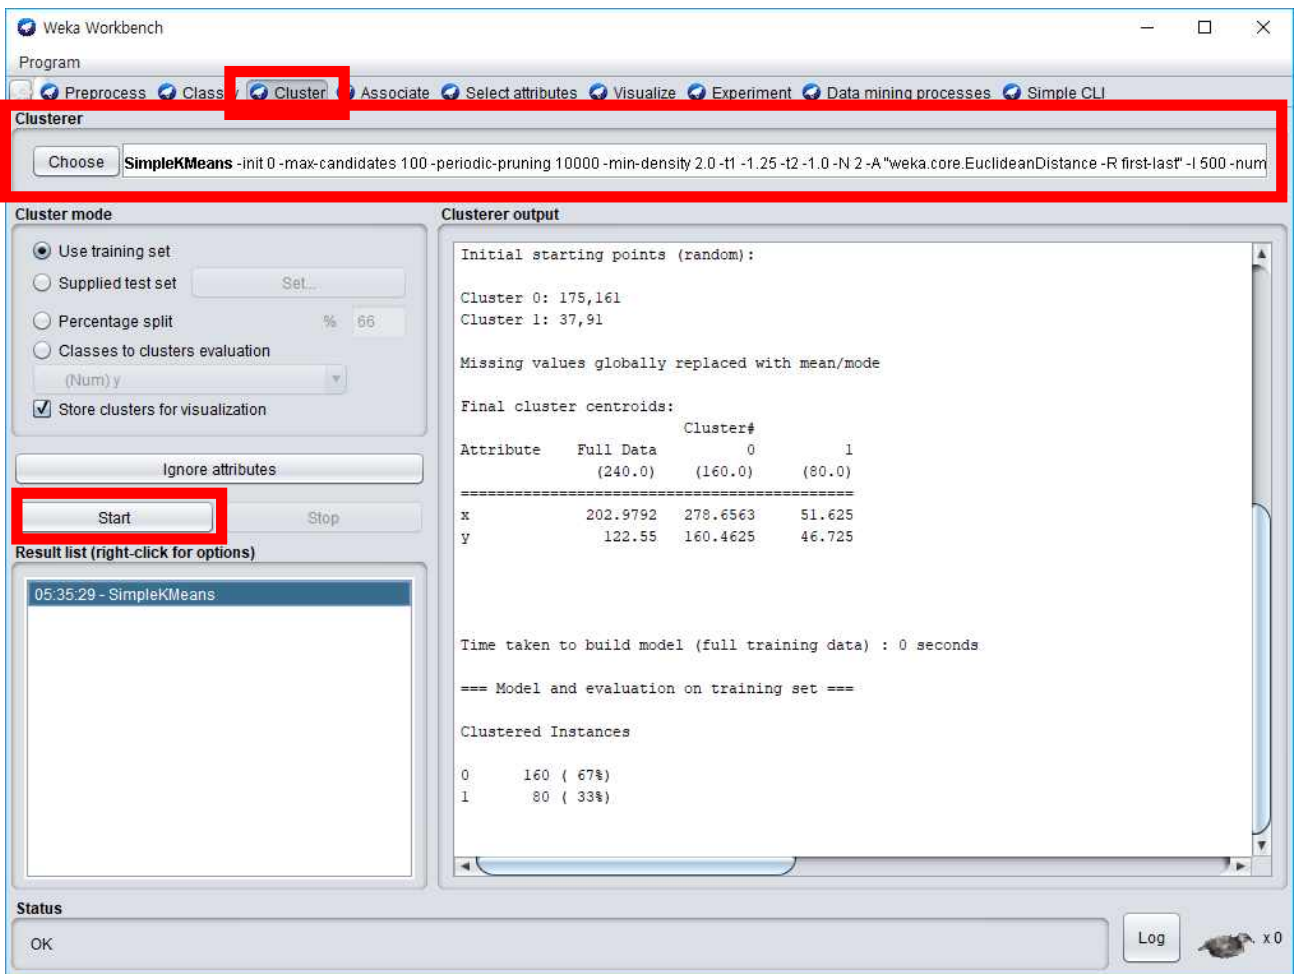 Weka Workbench
Program
Preprocess Classify Cluster Associate Select attributes Visualize Experiment Data mining processes Simple CLI
Clusterer
Choose SimpleKMeans -init 0 -max-candidates 100 -periodic-pruning 10000 -min-density 2.0 -t1 -1.25 -t2 -1.0 -N 2 -A "weka.core.EuclideanDistance -R first-last" -I 500 -num
Cluster mode
Use training set
Supplied test set Set...
Percentage split % 66
Classes to clusters evaluation
(Num) y
Store clusters for visualization
Ignore attributes
Start Stop
Result list (right-click for options)
05:35:29 - SimpleKMeans
Clusterer output
Initial starting points (random):
Cluster 0: 175,161
Cluster 1: 37,91
Missing values globally replaced with mean/mode
Final cluster centroids:
Cluster#
Attribute Full Data 0 1
(240.0) (160.0) (80.0)
============================================
x 202.9792 278.6563 51.625
y 122.55 160.4625 46.725
Time taken to build model (full training data) : 0 seconds
=== Model and evaluation on training set ===
Clustered Instances
0 160 ( 67%)
1 80 ( 33%)
Status
OK
Log x 0